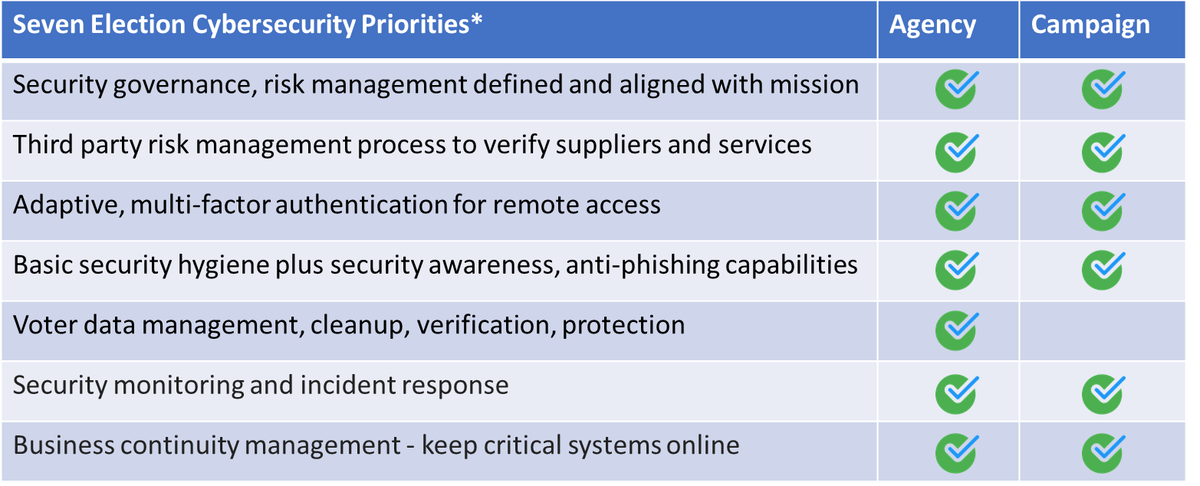 Seven Election Cybersecurity Priorities* Agency Campaign
Security governance, risk management defined and aligned with mission
Third party risk management process to verify suppliers and services
Adaptive, multi-factor authentication for remote access
Basic security hygiene plus security awareness, anti-phishing capabilities
Voter data management, cleanup, verification, protection
Security monitoring and incident response
Business continuity management - keep critical systems online